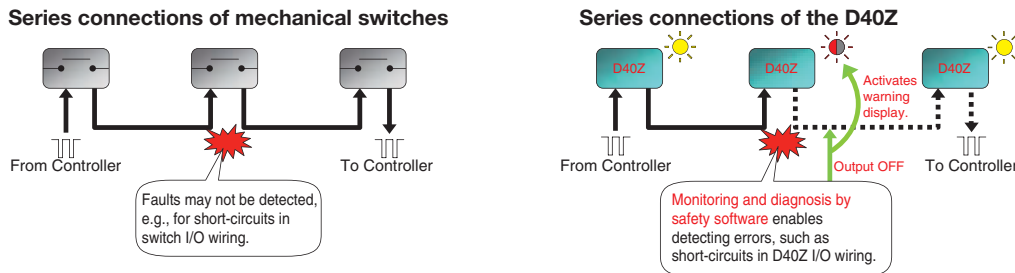 Series connections of mechanical switches
From Controller
To Controller
Faults may not be detected,
e.g., for short-circuits in
switch I/O wiring.
Series connections of the D40Z
D40Z
D40Z
D40Z
Activates
warning
display.
From Controller
Output OFF
To Controller
Monitoring and diagnosis by
safety software enables
detecting errors, such as
short-circuits in D40Z I/O wiring.